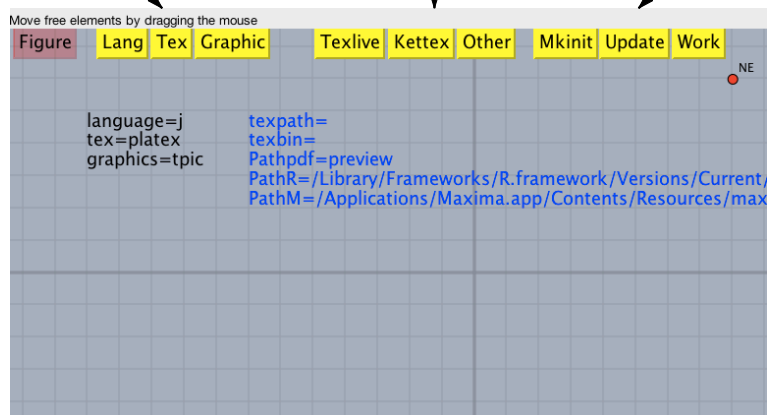 Move free elements by dragging the mouse
Figure Lang Tex Graphic Texlive Kettex Other Mkinit Update Work
NE
language=j
tex=platex
graphics=tpic
texpath=
texbin=
Pathpdf=preview
PathR=/Library/Frameworks/R.framework/Versions/Current/
PathM=/Applications/Maxima.app/Contents/Resources/max